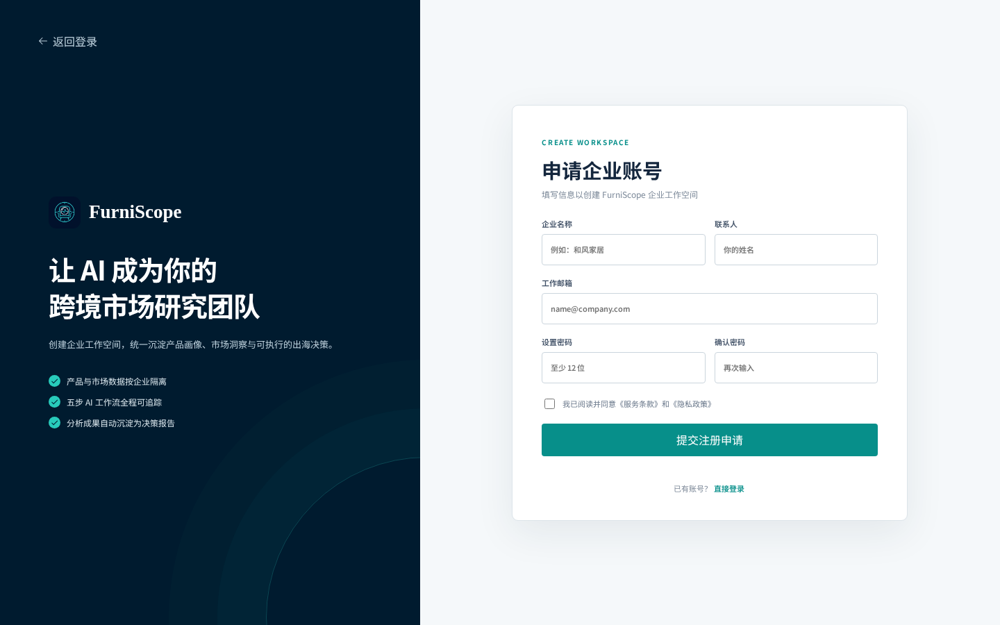 返回登录
FurniScope
让 AI 成为你的
跨境市场研究团队
创建企业工作空间，统一沉淀产品画像、市场洞察与可执行的出海决策。
产品与市场数据按企业隔离
五步 AI 工作流全程可追踪
分析成果自动沉淀为决策报告
CREATE WORKSPACE
申请企业账号
填写信息以创建 FurniScope 企业工作空间
企业名称
联系人
例如：和风家居
你的姓名
工作邮箱
name@company.com
设置密码
确认密码
至少 12 位
再次输入
我已阅读并同意《服务条款》和《隐私政策》
提交注册申请
已有账号？ 直接登录